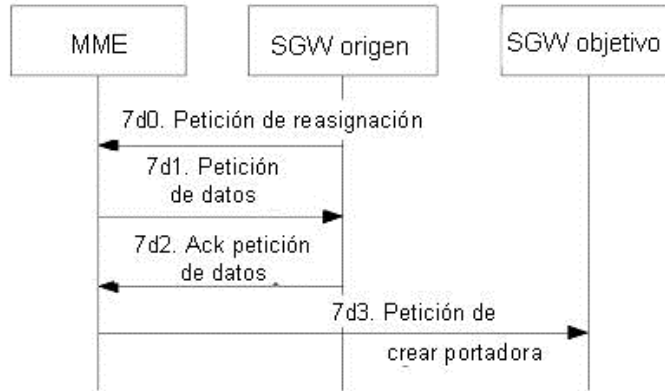 MME
SGW origen
SGW objetivo
7d0. Petición de reasignación
7d1. Petición
de datos
7d2. Ack petición
de datos
7d3. Petición de
crear portadora